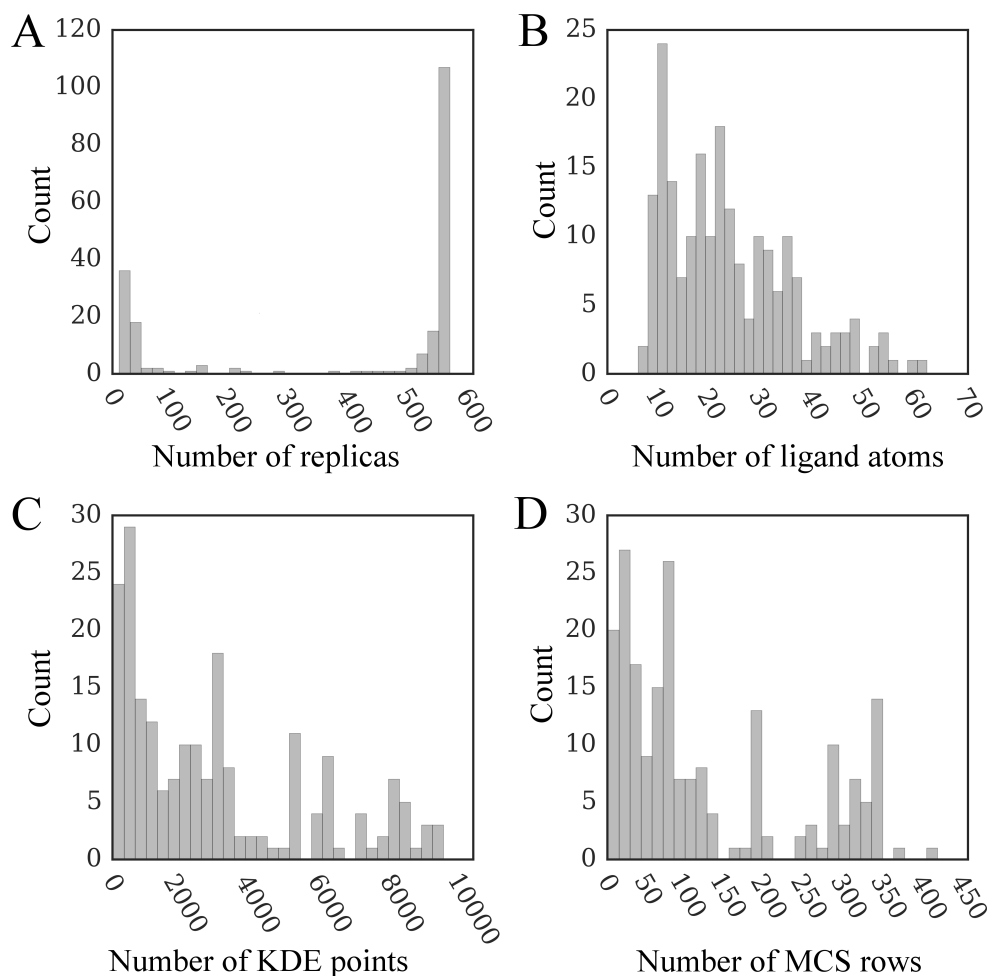 A
120
100
80
60
40
20
0
Count
0 100 200 300 400 500 600
Number of replicas
B
25
20
15
10
5
0
Count
0 10 20 30 40 50 60 70
Number of ligand atoms
C
30
25
20
15
10
5
0
Count
0 2000 4000 6000 8000 10000
Number of KDE points
D
30
25
20
15
10
5
0
Count
0 50 100 150 200 250 300 350 400 450
Number of MCS rows